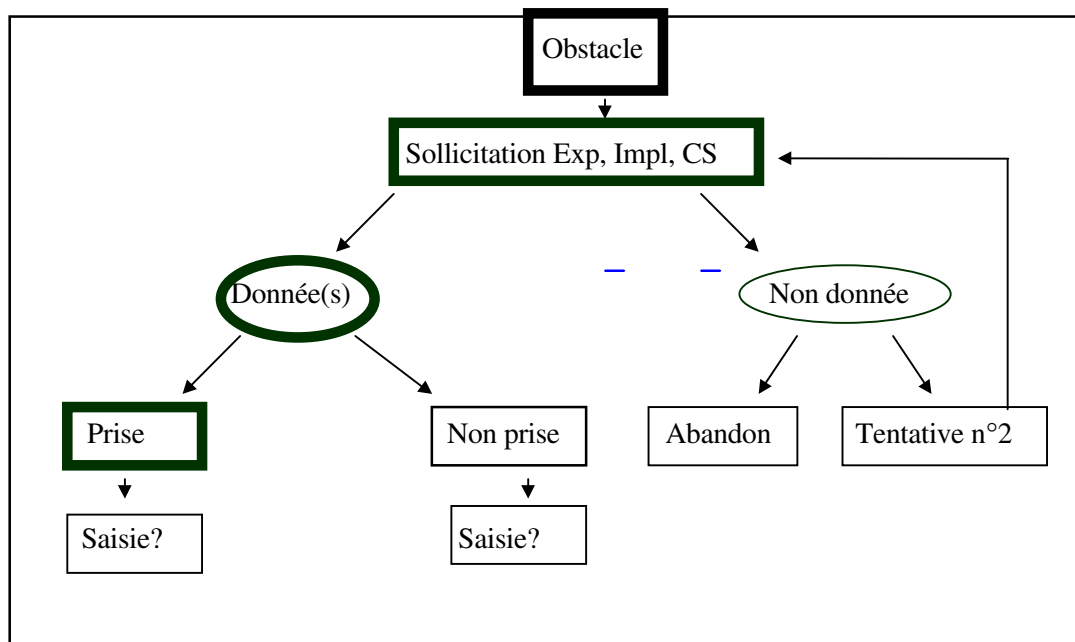 Obstacle
Sollicitation Exp, Impl, CS
Donnée(s)
Non donnée
Prise
Non prise
Abandon
Tentative n°2
Saisie?
Saisie?